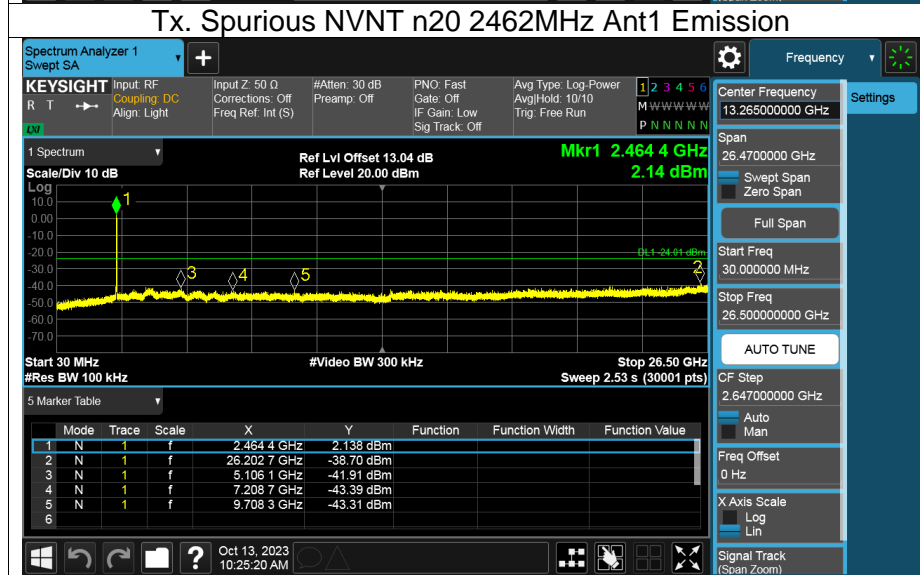 (Span Zoom)
Tx. Spurious NVNT n20 2462MHz Ant1 Emission
Spectrum Analyzer 1
Swept SA
+
Frequency
KEYSIGHT
R T
LXI
Input: RF
Coupling: DC
Align: Light
Input Z: 50 Ω
Corrections: Off
Freq Ref: Int (S)
#Atten: 30 dB
Preamp: Off
PNO: Fast
Gate: Off
IF Gain: Low
Sig Track: Off
Avg Type: Log-Power
Avg|Hold: 10/10
Trig: Free Run
1 2 3 4 5 6
M W W W W W
P N N N N N
1 Spectrum
Scale/Div 10 dB
Ref Lvl Offset 13.04 dB
Ref Level 20.00 dBm
Mkr1 2.464 4 GHz
2.14 dBm
Log
10.0
0.00
-10.0
-20.0
-30.0
-40.0
-50.0
-60.0
-70.0
1
3
4
5
2
DL1 -24.01 dBm
Start 30 MHz
#Res BW 100 kHz
#Video BW 300 kHz
Stop 26.50 GHz
Sweep 2.53 s (30001 pts)
5 Marker Table
Mode Trace Scale X Y Function Function Width Function Value
1 N 1 f 2.464 4 GHz 2.138 dBm
2 N 1 f 26.202 7 GHz -38.70 dBm
3 N 1 f 5.106 1 GHz -41.91 dBm
4 N 1 f 7.208 7 GHz -43.39 dBm
5 N 1 f 9.708 3 GHz -43.31 dBm
6
?
Oct 13, 2023
10:25:20 AM
Center Frequency
13.265000000 GHz
Settings
Span
26.4700000 GHz
Swept Span
Zero Span
Full Span
Start Freq
30.000000 MHz
Stop Freq
26.500000000 GHz
AUTO TUNE
CF Step
2.647000000 GHz
Auto
Man
Freq Offset
0 Hz
X Axis Scale
Log
Lin
Signal Track
(Span Zoom)